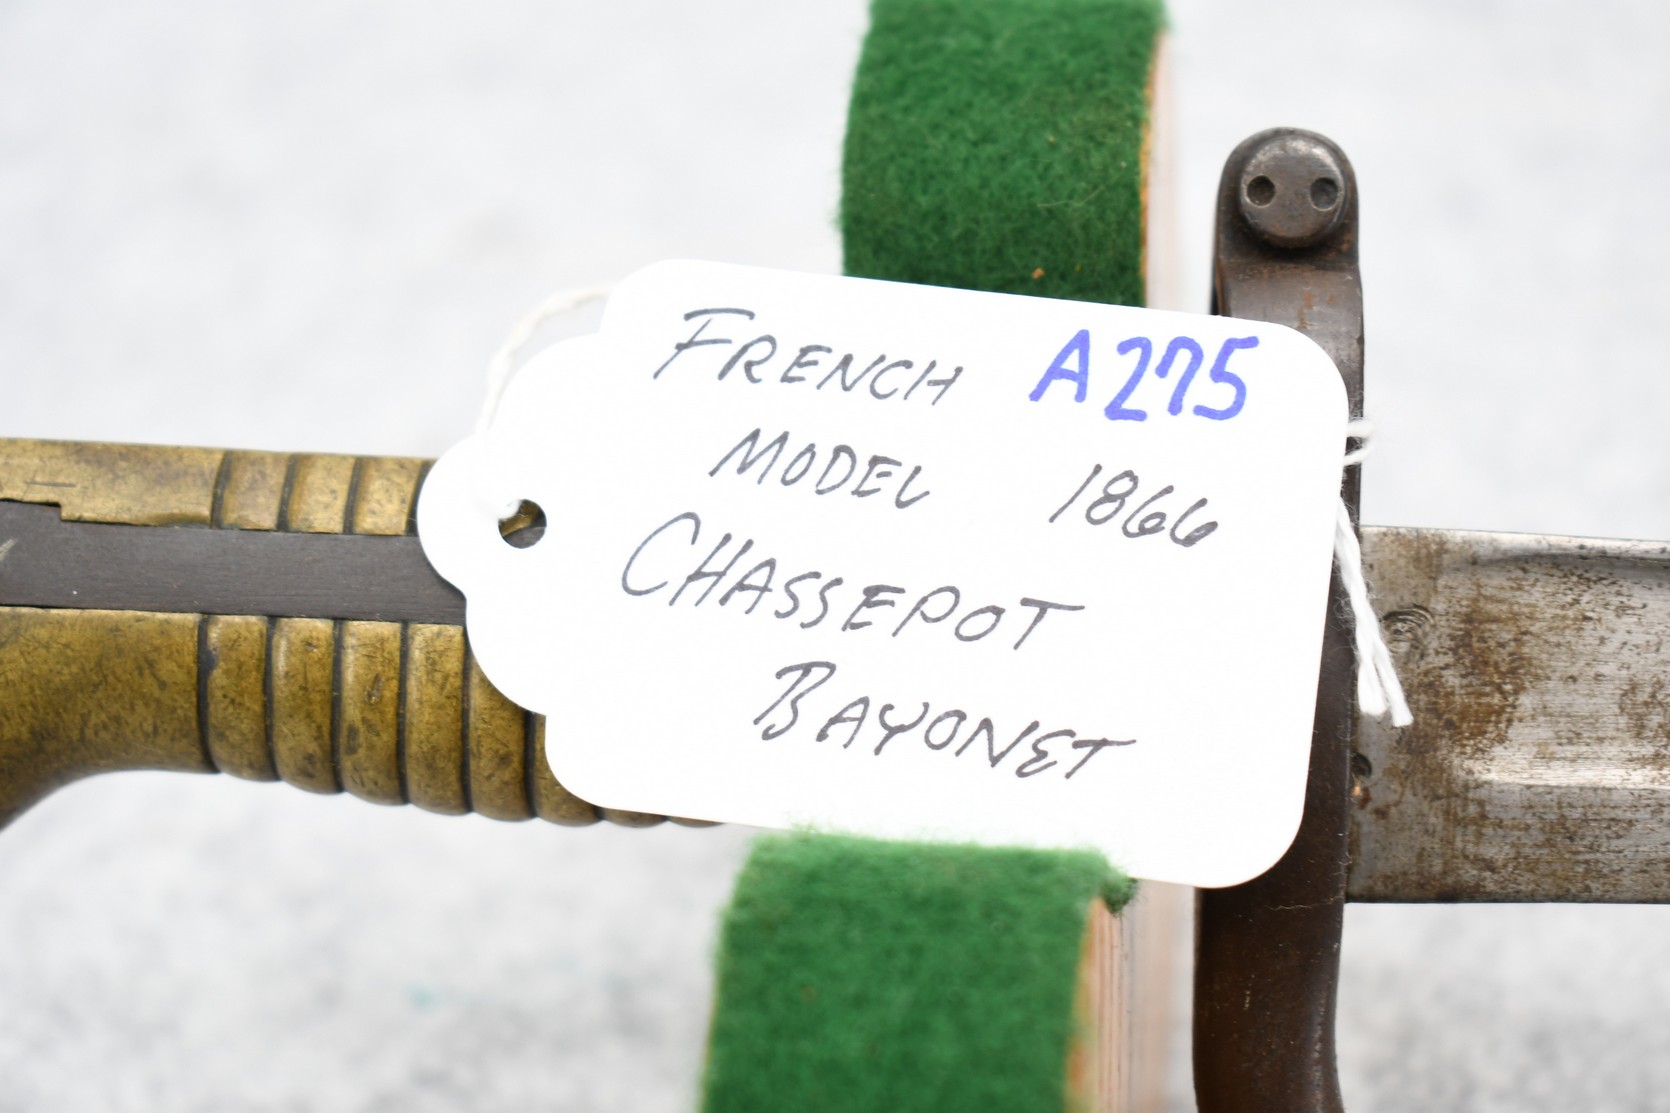 FRENCH A275
MODEL 1866
CHASSEPOT
BAYONET